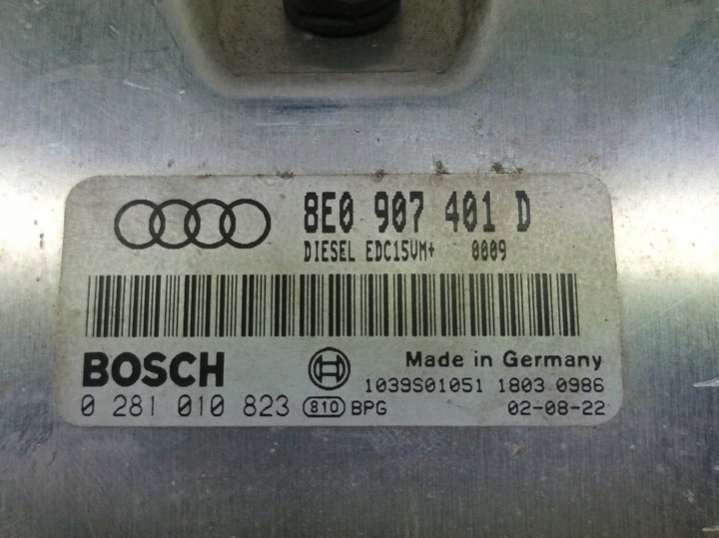 8E0 907 401 D
DIESEL EDC15VM+ 0009
BOSCH
Made in Germany
1039S01051 1803 0986
0 281 010 823 810 BPG 02-08-22